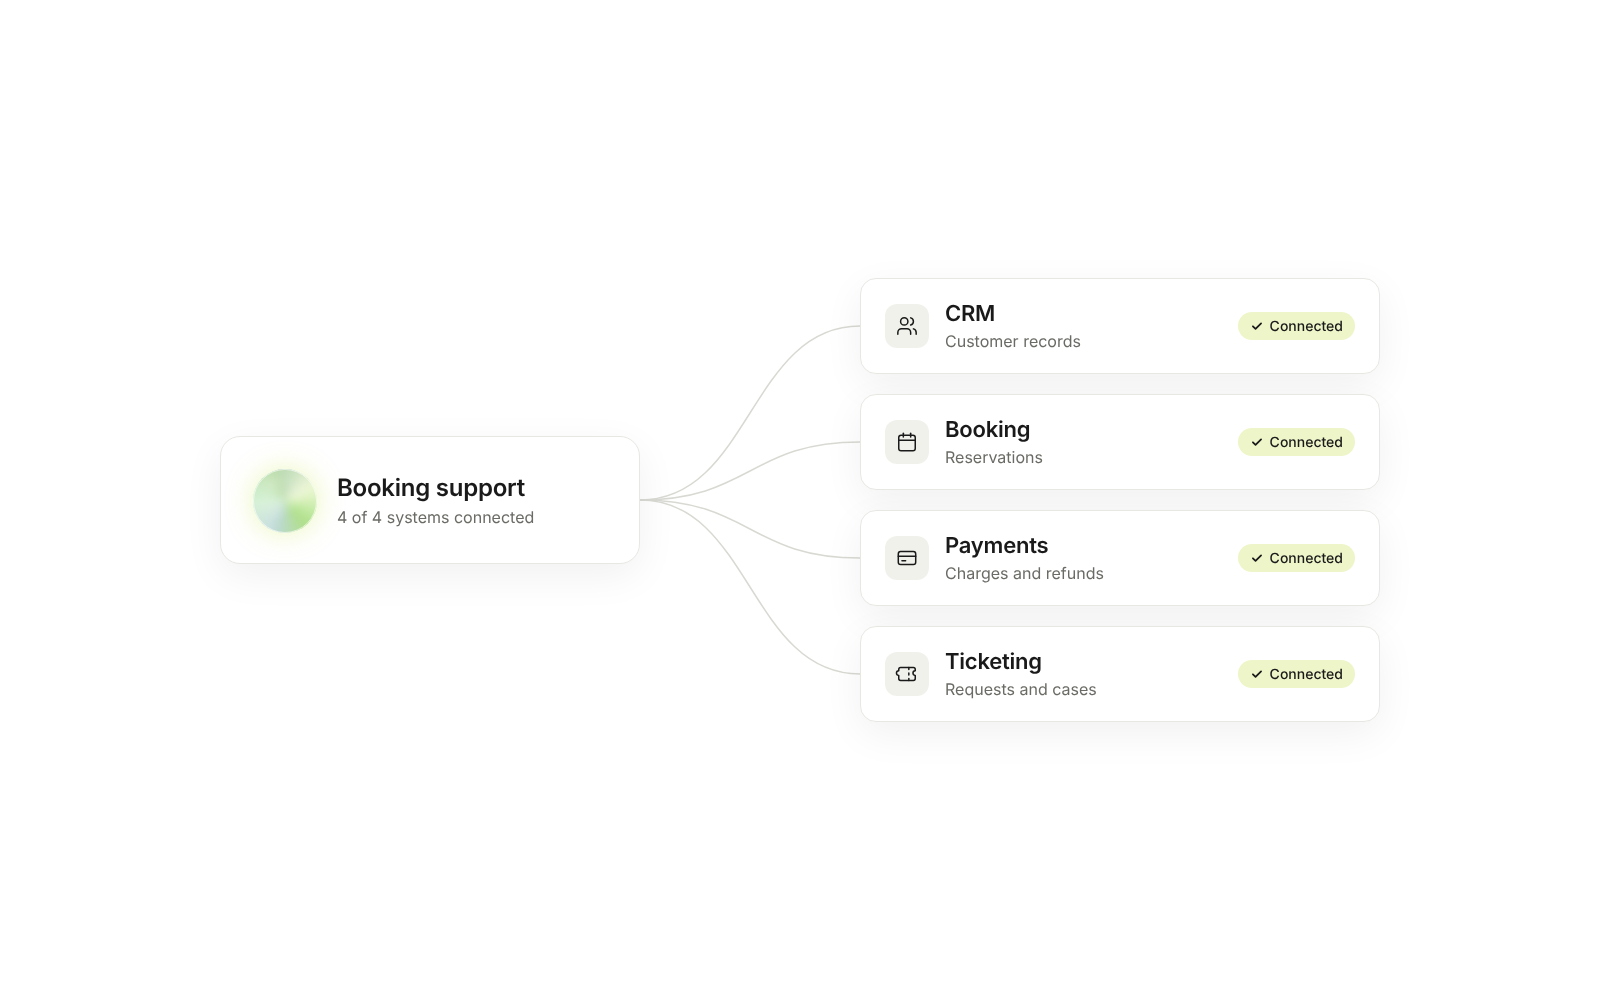 Booking support
4 of 4 systems connected
CRM
Customer records
Connected
Booking
Reservations
Connected
Payments
Charges and refunds
Connected
Ticketing
Requests and cases
Connected